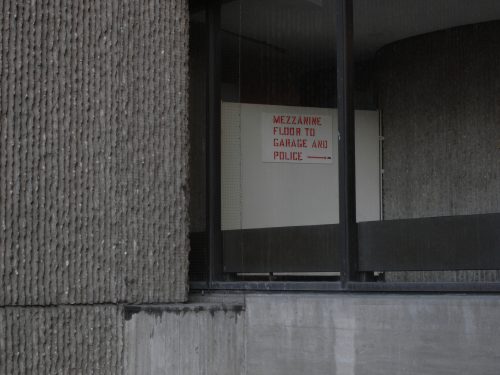 MEZZANINE
FLOOR TO
GARAGE AND
POLICE